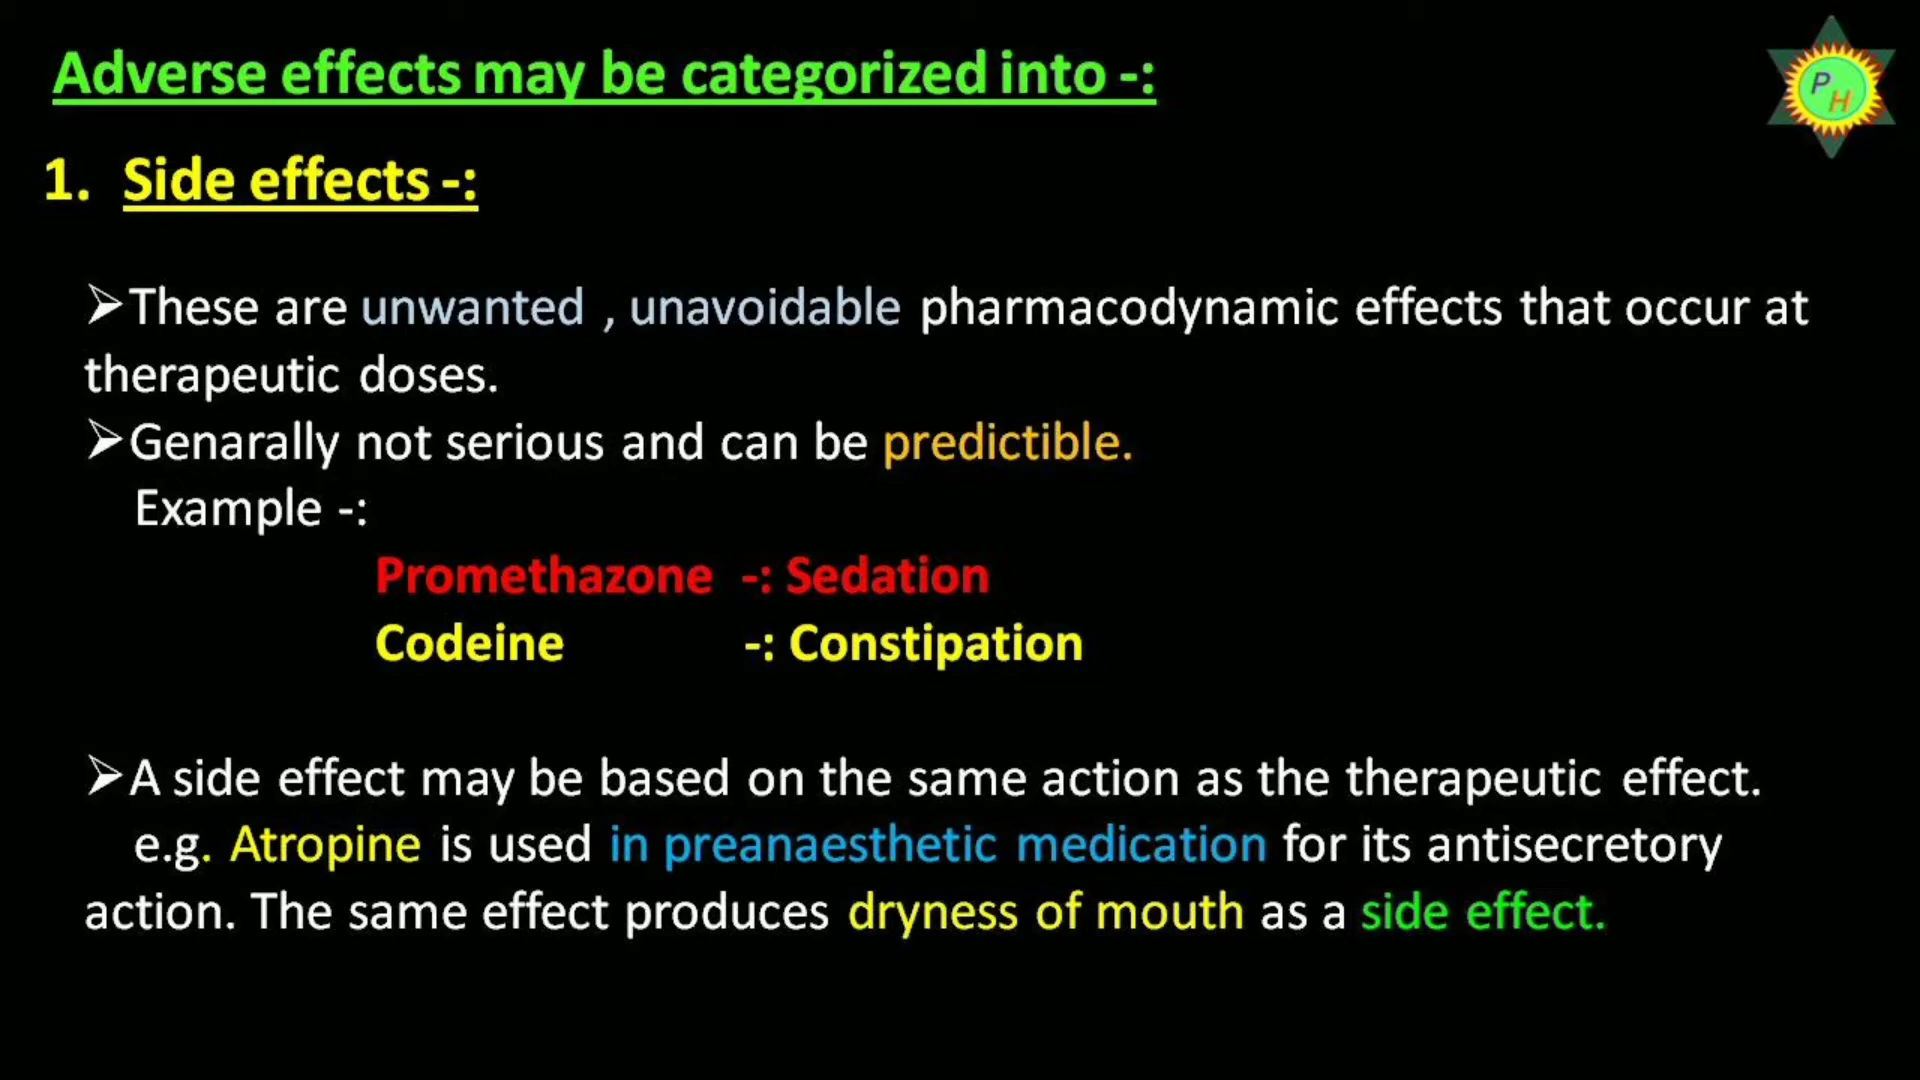 Adverse effects may be categorized into -:
P
H
1. Side effects -:
➤These are unwanted , unavoidable pharmacodynamic effects that occur at
therapeutic doses.
➤Genarally not serious and can be predictible.
Example -:
Promethazone -: Sedation
Codeine -: Constipation
➤A side effect may be based on the same action as the therapeutic effect.
e.g. Atropine is used in preanaesthetic medication for its antisecretory
action. The same effect produces dryness of mouth as a side effect.